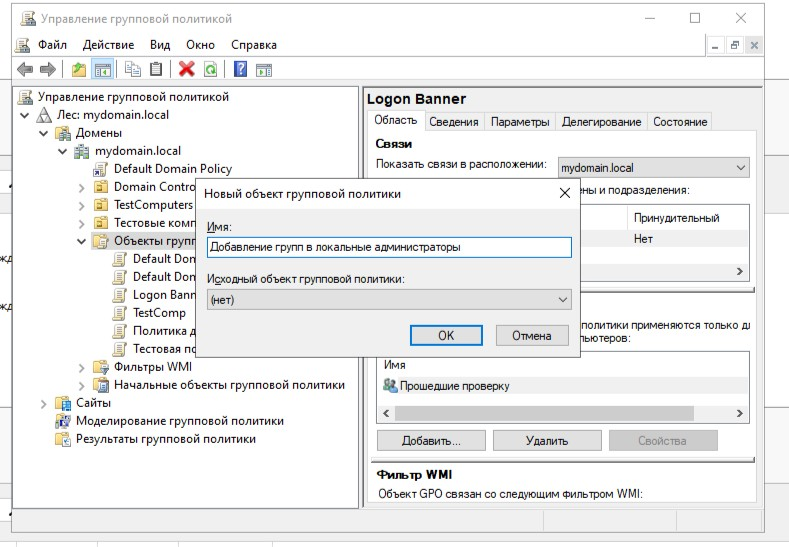 Управление групповой политикой
Файл Действие Вид Окно Справка
Управление групповой политикой
Лес: mydomain.local
Домены
mydomain.local
Default Domain Policy
Domain Contro
TestComputers
Тестовые комп
Объекты групп
Default Don
Default Don
Logon Bann
TestComp
Политика д
Тестовая по
Фильтры WMI
Начальные объекты групповой политики
Сайты
Моделирование групповой политики
Результаты групповой политики
Logon Banner
Область Сведения Параметры Делегирование Состояние
Связи
Показать связи в расположении: mydomain.local
ены и подразделения:
Принудительный
Нет
Новый объект групповой политики
Имя:
Добавление групп в локальные администраторы
Исходный объект групповой политики:
(нет)
ОК Отмена
политики применяются только дл
пьютеров:
Имя
Прошедшие проверку
Добавить... Удалить Свойства
Фильтр WMI
Объект GPO связан со следующим фильтром WMI: